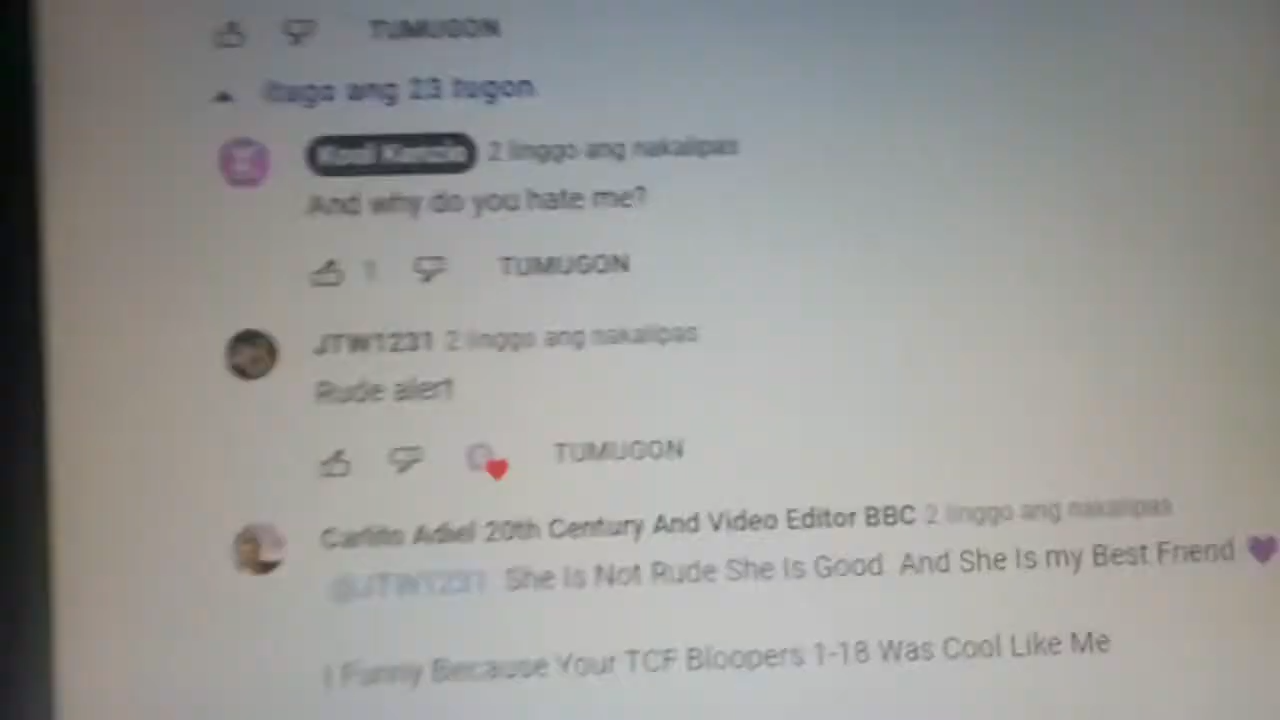 TUMUGON
Itago ang 23 tugon
2 linggo ang nakalipas
And why do you hate me?
1 TUMUGON
JTW1231 2 linggo ang nakalipas
Rude alert
TUMUGON
Carlito Adiel 20th Century And Video Editor BBC 2 linggo ang nakalipas
@JTW1231 She Is Not Rude She Is Good. And She Is my Best Friend 💜
I Funny Because Your TCF Bloopers 1-18 Was Cool Like Me